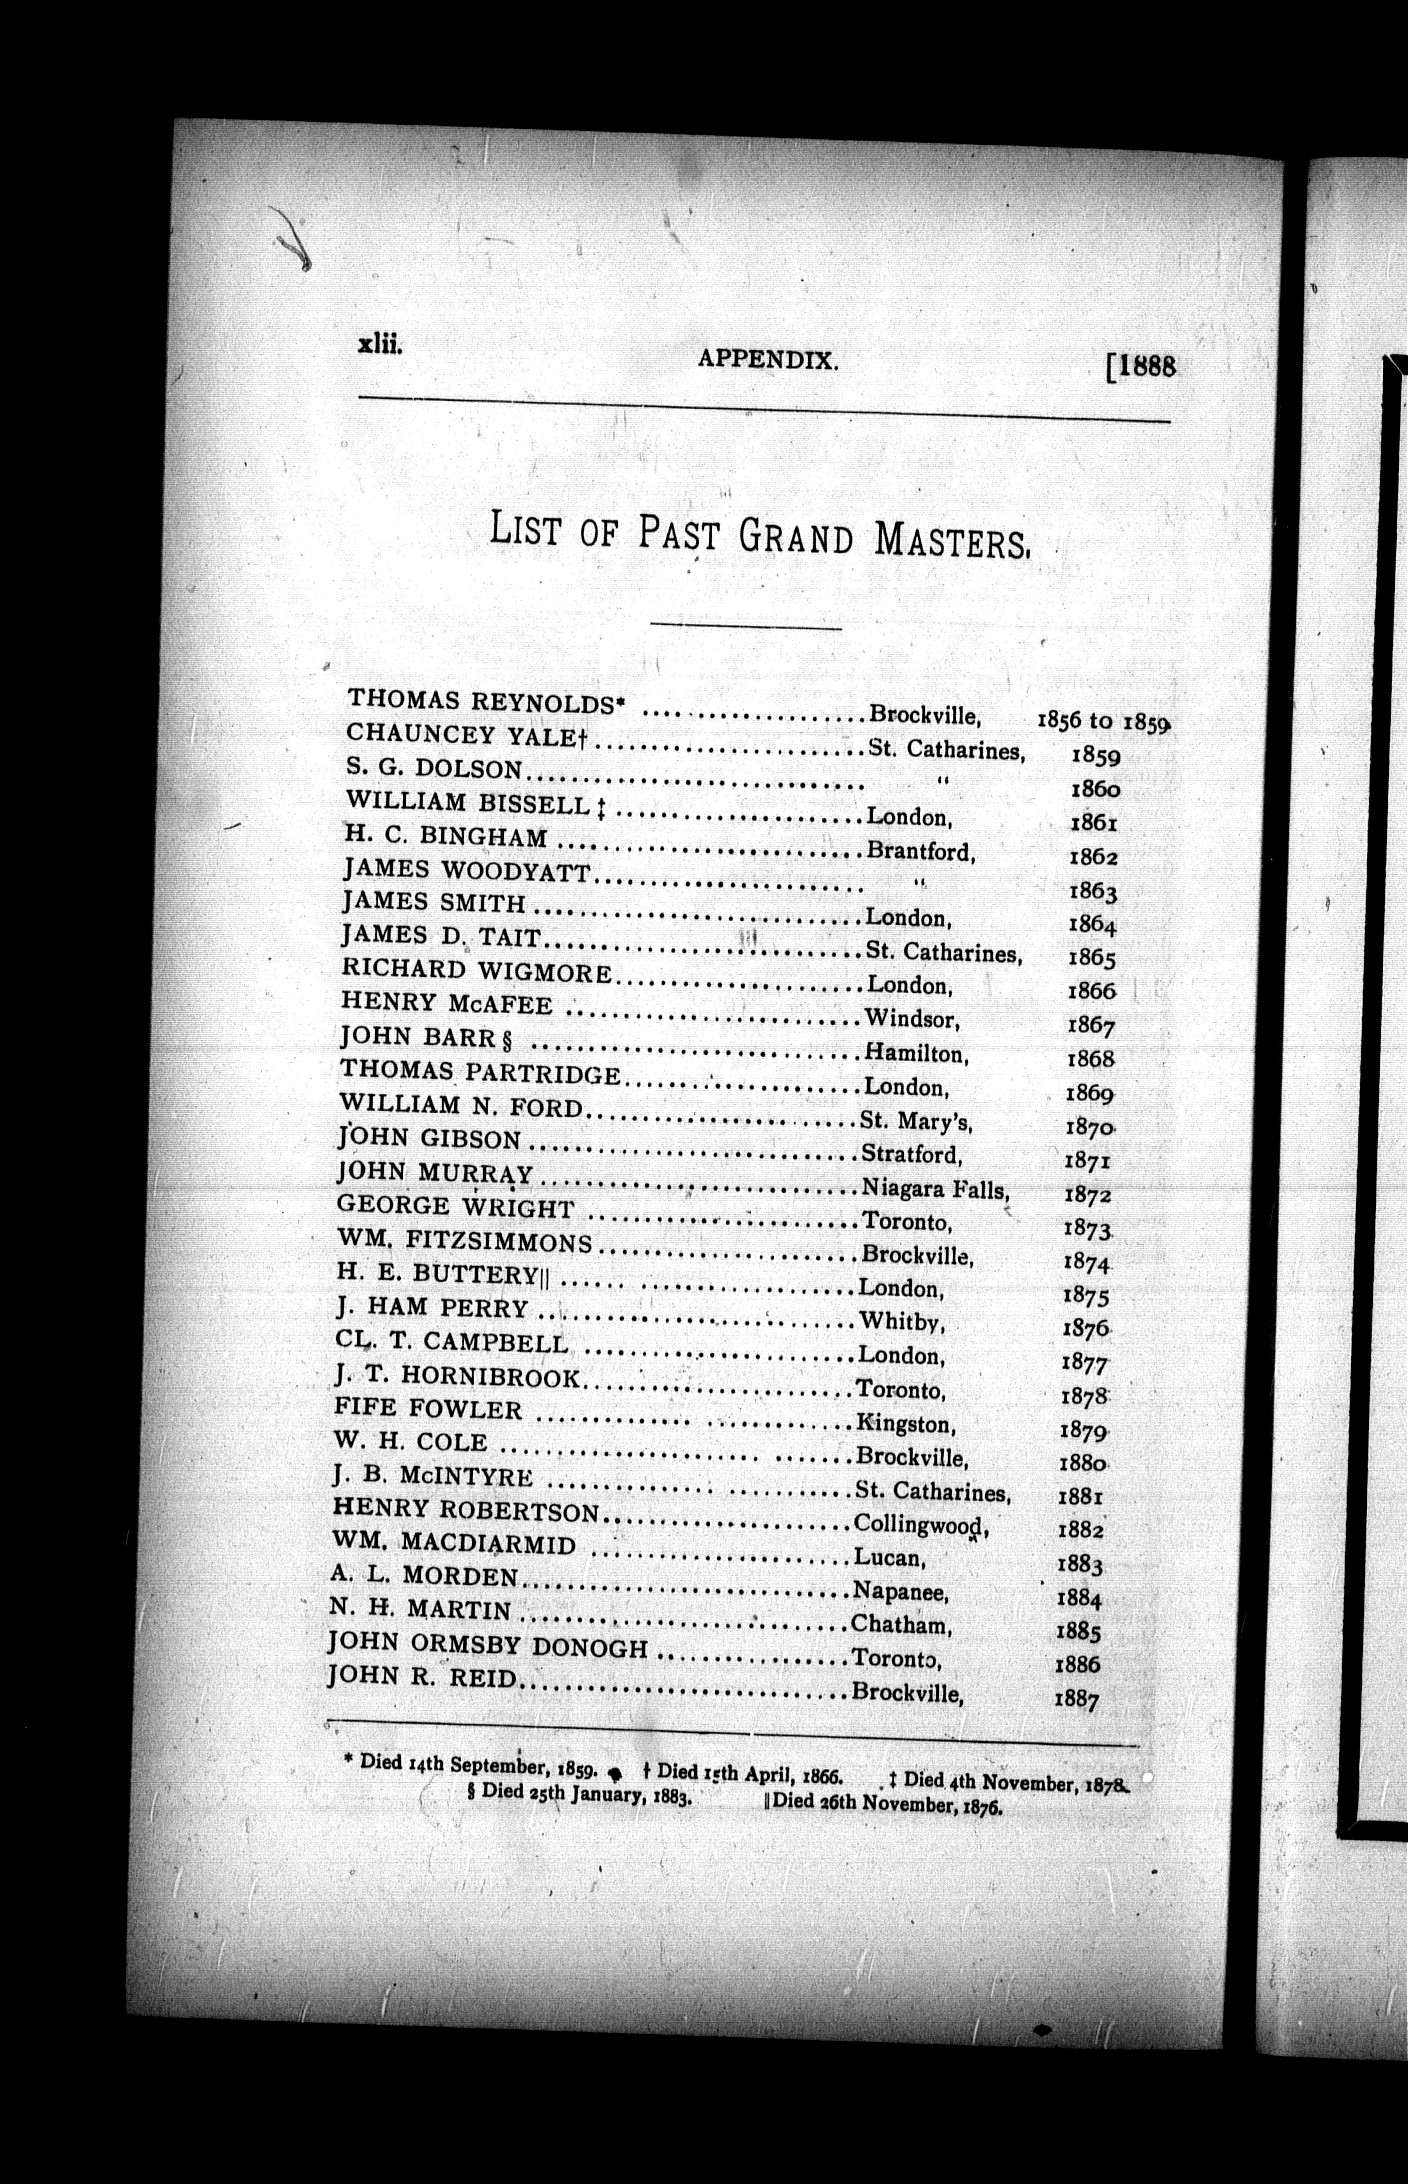 xlii. APPENDIX. [1888
LIST OF PAST GRAND MASTERS.
THOMAS REYNOLDS* ....................Brockville, 1856 to 1859
CHAUNCEY YALE†........................St. Catharines, 1859
S. G. DOLSON.............................. “ 1860
WILLIAM BISSELL‡ ......................London, 1861
H. C. BINGHAM ...........................Brantford, 1862
JAMES WOODYATT........................ “ 1863
JAMES SMITH .............................London, 1864
JAMES D. TAIT............................St. Catharines, 1865
RICHARD WIGMORE......................London, 1866
HENRY McAFEE ..........................Windsor, 1867
JOHN BARR§ .............................Hamilton, 1868
THOMAS PARTRIDGE.....................London, 1869
WILLIAM N. FORD........................St. Mary's, 1870
JOHN GIBSON .............................Stratford, 1871
JOHN MURRAY ............................Niagara Falls, 1872
GEORGE WRIGHT ........................Toronto, 1873
WM. FITZSIMMONS.......................Brockville, 1874
H. E. BUTTERY|| ...... ...................London, 1875
J. HAM PERRY ............................Whitby, 1876
CL. T. CAMPBELL ........................London, 1877
J. T. HORNIBROOK........................Toronto, 1878
FIFE FOWLER .............. .............Kingston, 1879
W. H. COLE ....................... .......Brockville, 1880
J. B. McINTYRE ............... ...........St. Catharines, 1881
HENRY ROBERTSON......................Collingwood, 1882
WM. MACDIARMID .......................Lucan, 1883
A. L. MORDEN.............................Napanee, 1884
N. H. MARTIN .............................Chatham, 1885
JOHN ORMSBY DONOGH .................Toronto, 1886
JOHN R. REID.............................Brockville, 1887
* Died 14th September, 1859. † Died 15th April, 1866. ‡ Died 4th November, 1878.
§ Died 25th January, 1883. ||Died 26th November, 1876.